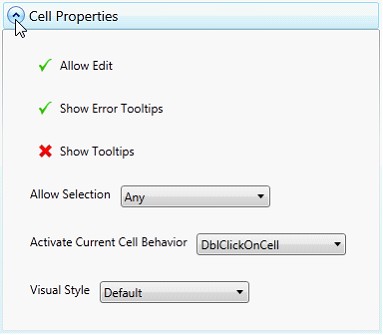 Cell Properties
Allow Edit
Show Error Tooltips
Show Tooltips
Allow Selection Any
Activate Current Cell Behavior DblClickOnCell
Visual Style Default